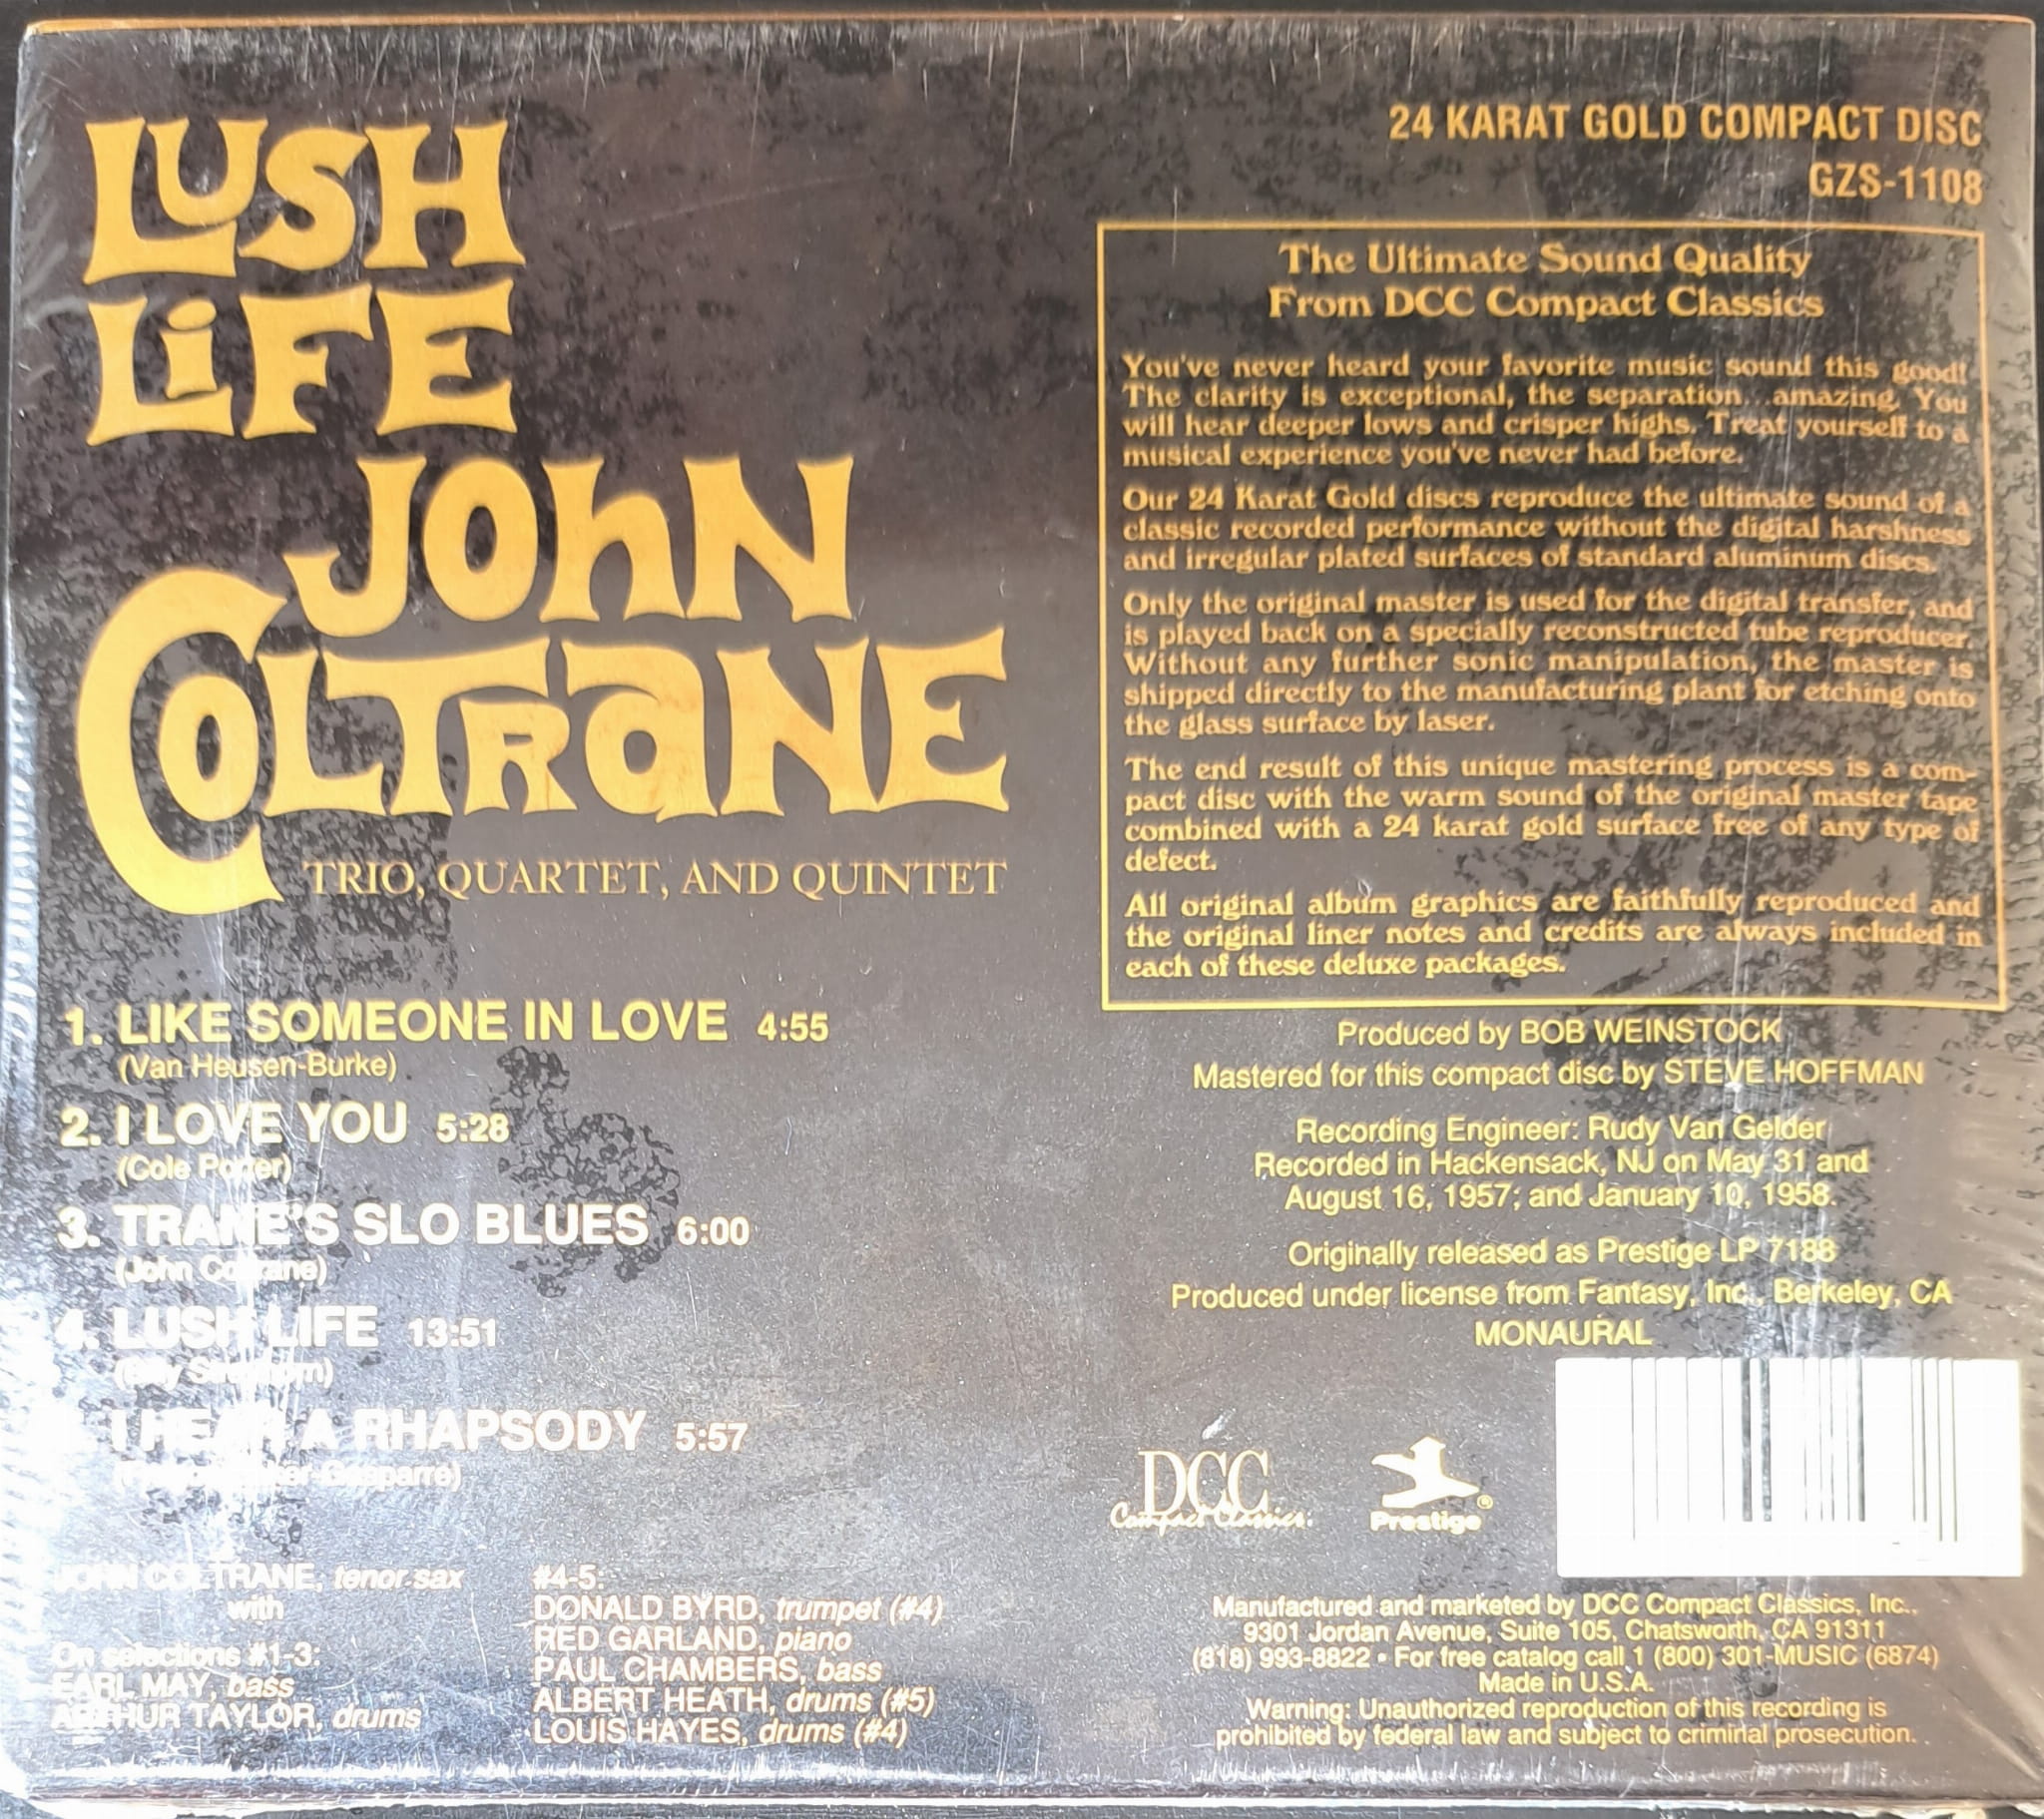 LUSH
LiFE
JOhN
COLTRaNE
TRIO, QUARTET, AND QUINTET
1. LIKE SOMEONE IN LOVE 4:55
(Van Heusen-Burke)
2. I LOVE YOU 5:28
(Cole Porter)
3. TRANE'S SLO BLUES 6:00
(John Coltrane)
4. LUSH LIFE 13:51
(Billy Strayhorn)
I HEAR A RHAPSODY 5:57
JOHN COLTRANE, tenor sax
with
On selections #1-3:
EARL MAY, bass
ARTHUR TAYLOR, drums
#4-5:
DONALD BYRD, trumpet (#4)
RED GARLAND, piano
PAUL CHAMBERS, bass
ALBERT HEATH, drums (#5)
LOUIS HAYES, drums (#4)
24 KARAT GOLD COMPACT DISC
GZS-1108
The Ultimate Sound Quality
From DCC Compact Classics
You've never heard your favorite music sound this good!
The clarity is exceptional, the separation...amazing. You
will hear deeper lows and crisper highs. Treat yourself to a
musical experience you've never had before.
Our 24 Karat Gold discs reproduce the ultimate sound of a
classic recorded performance without the digital harshness
and irregular plated surfaces of standard aluminum discs.
Only the original master is used for the digital transfer, and
is played back on a specially reconstructed tube reproducer.
Without any further sonic manipulation, the master is
shipped directly to the manufacturing plant for etching onto
the glass surface by laser.
The end result of this unique mastering process is a com-
pact disc with the warm sound of the original master tape
combined with a 24 karat gold surface free of any type of
defect.
All original album graphics are faithfully reproduced and
the original liner notes and credits are always included in
each of these deluxe packages.
Produced by BOB WEINSTOCK
Mastered for this compact disc by STEVE HOFFMAN
Recording Engineer: Rudy Van Gelder
Recorded in Hackensack, NJ on May 31 and
August 16, 1957; and January 10, 1958.
Originally released as Prestige LP 7188
Produced under license from Fantasy, Inc., Berkeley, CA
MONAURAL
DCC
Compact Classics
Prestige®
Manufactured and marketed by DCC Compact Classics, Inc.,
9301 Jordan Avenue, Suite 105, Chatsworth, CA 91311
(818) 993-8822 • For free catalog call 1 (800) 301-MUSIC (6874)
Made in U.S.A.
Warning: Unauthorized reproduction of this recording is
prohibited by federal law and subject to criminal prosecution.